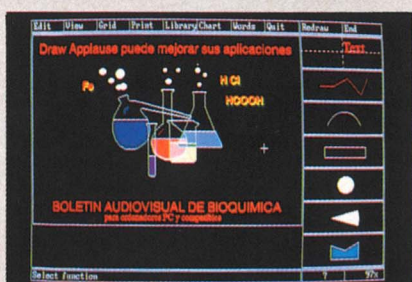 Edit View Grid Print Library Chart Words Quit Redraw End
Draw Applause puede mejorar sus aplicaciones
Text
Fe
H Cl
HOOOH
BOLETIN AUDIOVISUAL DE BIOQUIMICA
para ordenadores PC y compatibles
Select function
? 97%